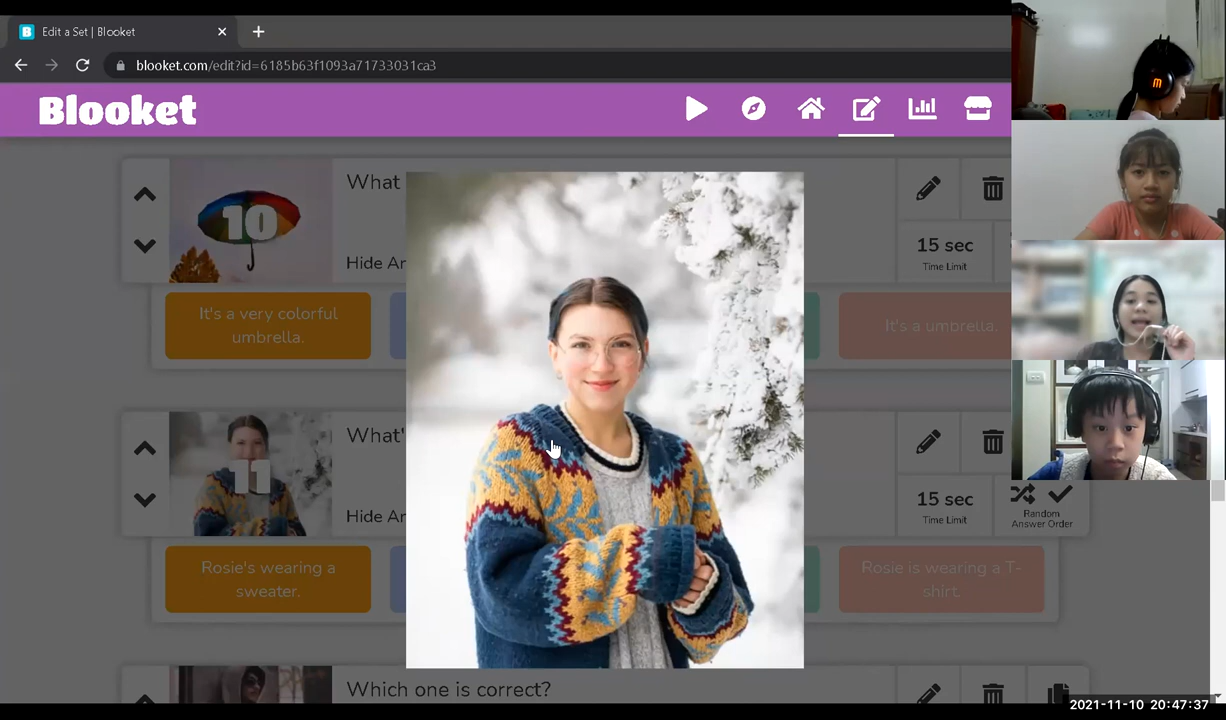 Edit a Set | Blooket
blooket.com/edit?id=6185b63f1093a71733031ca3
Blooket
10
What
15 sec
Time Limit
Hide Ar
It's a very colorful
umbrella.
It's a umbrella.
11
What'
15 sec
Time Limit
Random
Answer Order
Hide Ar
Rosie's wearing a
sweater.
Rosie is wearing a T-
shirt.
Which one is correct?
2021-11-10 20:47:37